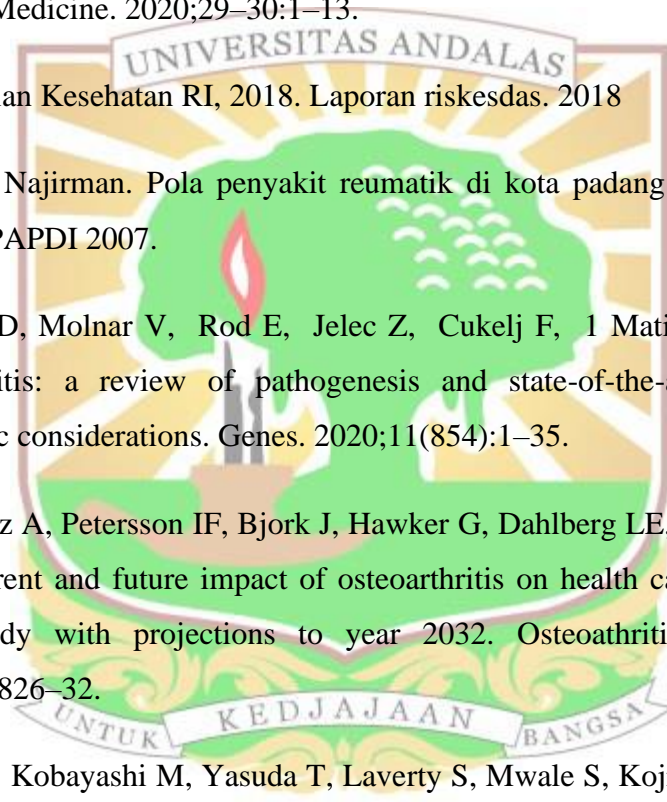 Medicine. 2020;29–30:1–13.
UNIVERSITAS ANDALAS
an Kesehatan RI, 2018. Laporan riskesdas. 2018
Najirman. Pola penyakit reumatik di kota padang
PAPDI 2007.
D, Molnar V, Rod E, Jelec Z, Cukelj F, 1 Mati
itis: a review of pathogenesis and state-of-the-a
c considerations. Genes. 2020;11(854):1–35.
z A, Petersson IF, Bjork J, Hawker G, Dahlberg LE,
rent and future impact of osteoarthritis on health ca
dy with projections to year 2032. Osteoathriti
826–32.
UNTUK KEDJAJAAN BANGSA
Kobayashi M, Yasuda T, Laverty S, Mwale S, Koj